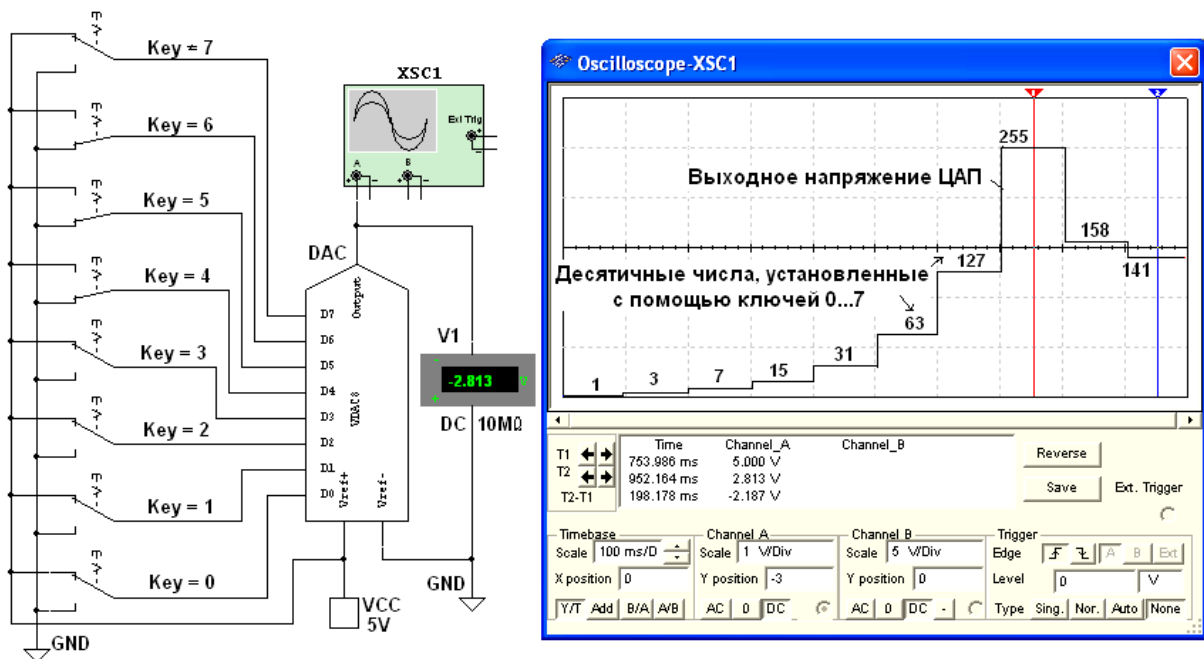 Key = 7
Key = 6
Key = 5
Key = 4
Key = 3
Key = 2
Key = 1
Key = 0
GND
XSC1
Ext Trig
+
-
A
B
+ -
+ -
DAC
Output
VDAC8
D7
D6
D5
D4
D3
D2
D1
D0
Vref+
Vref-
V1
-
-2.813
V
+
DC 10MΩ
GND
VCC
5V
Oscilloscope-XSC1
1
2
255
Выходное напряжение ЦАП
158
127
141
Десятичные числа, установленные
с помощью ключей 0...7
63
31
15
7
3
1
Time Channel_A Channel_B
T1 753.986 ms 5.000 V
T2 952.164 ms 2.813 V
T2-T1 198.178 ms -2.187 V
Reverse
Save
Ext. Trigger
Timebase
Scale 100 ms/D
X position 0
Y/T Add B/A A/B
Channel A
Scale 1 V/Div
Y position -3
AC 0 DC
Channel B
Scale 5 V/Div
Y position 0
AC 0 DC -
Trigger
Edge A B Ext
Level 0 V
Type Sing. Nor. Auto None